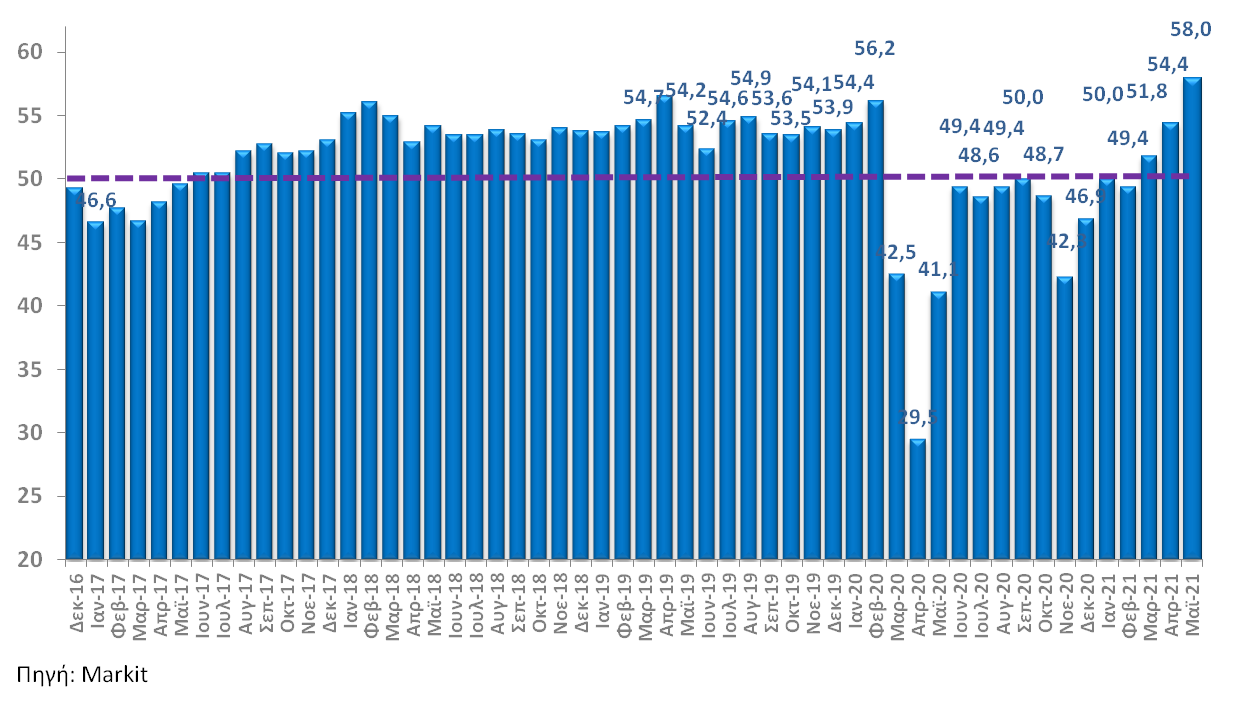 58,0
56,2
54,4
54,9
54,1
54,4
54,7
54,2
54,6
53,6
50,0
50,0
51,8
53,9
52,4
53,5
49,4
49,4
49,4
48,6
48,7
46,6
46,9
42,5
42,3
41,1
29,5
60
55
50
45
40
35
30
25
20
Δεκ-16
Ιαν-17
Φεβ-17
Μαρ-17
Απρ-17
Μαϊ-17
Ιουν-17
Ιουλ-17
Αυγ-17
Σεπ-17
Οκτ-17
Νοε-17
Δεκ-17
Ιαν-18
Φεβ-18
Μαρ-18
Απρ-18
Μαϊ-18
Ιουν-18
Ιουλ-18
Αυγ-18
Σεπ-18
Οκτ-18
Νοε-18
Δεκ-18
Ιαν-19
Φεβ-19
Μαρ-19
Απρ-19
Μαϊ-19
Ιουν-19
Ιουλ-19
Αυγ-19
Σεπ-19
Οκτ-19
Νοε-19
Δεκ-19
Ιαν-20
Φεβ-20
Μαρ-20
Απρ-20
Μαϊ-20
Ιουν-20
Ιουλ-20
Αυγ-20
Σεπ-20
Οκτ-20
Νοε-20
Δεκ-20
Ιαν-21
Φεβ-21
Μαρ-21
Απρ-21
Μαϊ-21
Πηγή: Markit